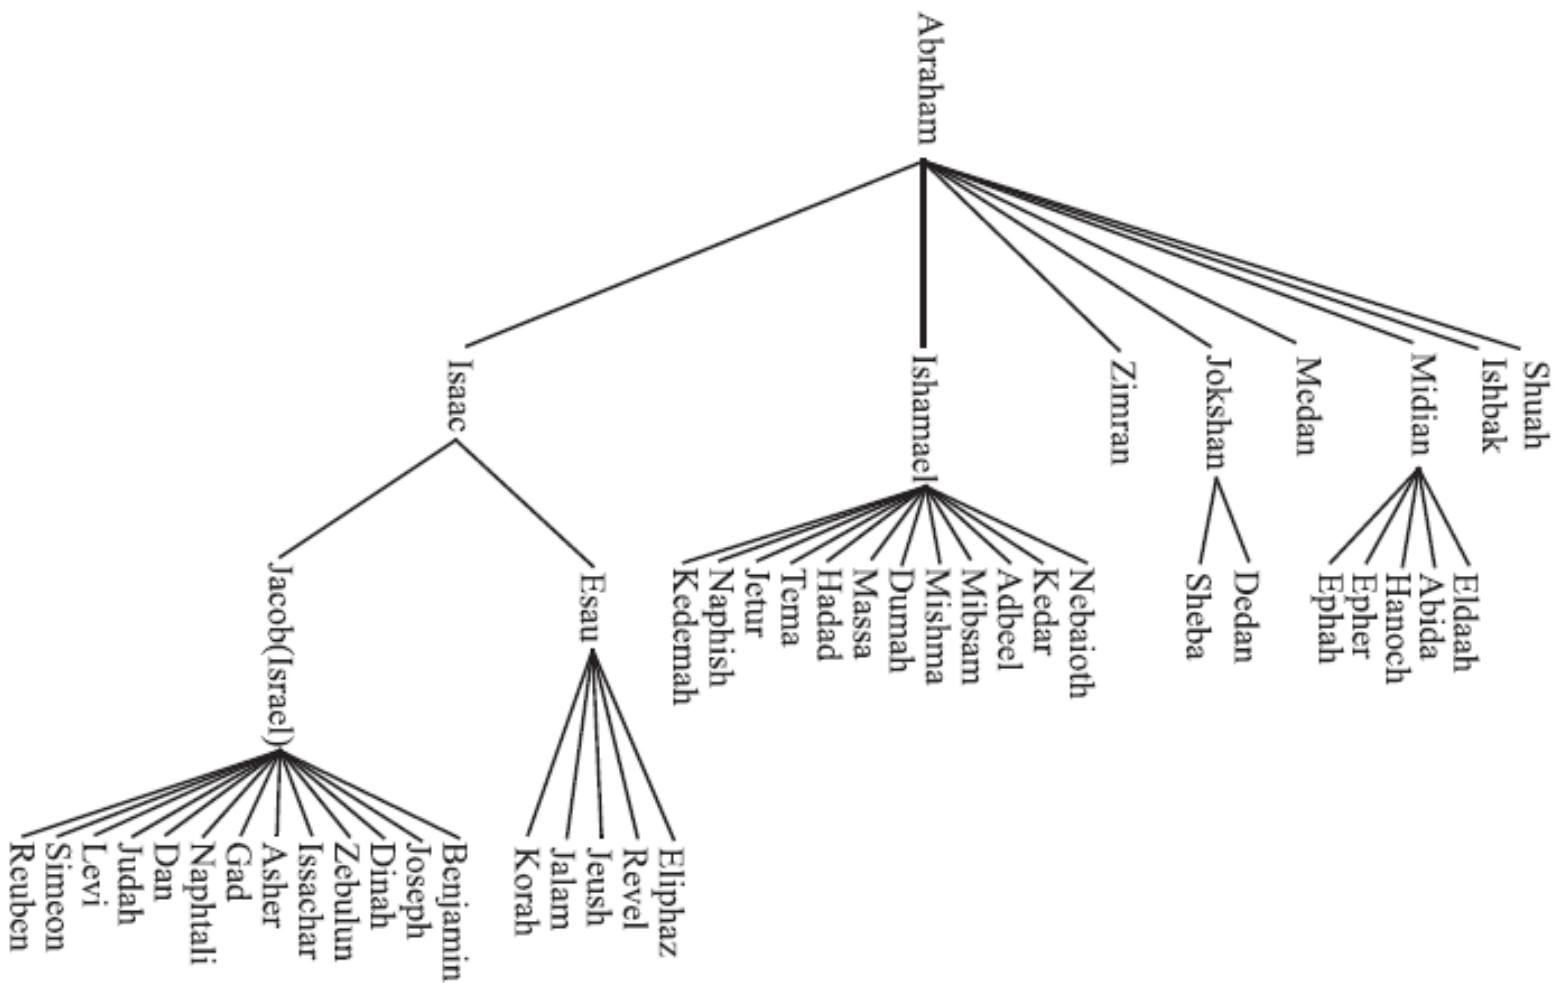 Abraham
Isaac
Ishamael
Zimran
Jokshan
Medan
Midian
Ishbak
Shuah
Jacob(Israel)
Esau
Kedemah
Naphish
Jetur
Tema
Hadad
Massa
Dumah
Mishma
Mibsam
Adbeel
Kedar
Nebaioth
Sheba
Dedan
Ephah
Epher
Hanoch
Abida
Eldaah
Reuben
Simeon
Levi
Judah
Dan
Naphtali
Gad
Asher
Issachar
Zebulun
Dinah
Joseph
Benjamin
Korah
Jalam
Jeush
Revel
Eliphaz